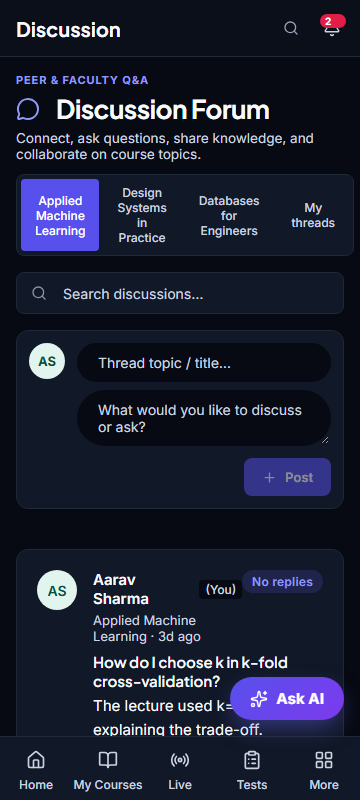 Discussion
2
PEER & FACULTY Q&A
Discussion Forum
Connect, ask questions, share knowledge, and
collaborate on course topics.
Applied
Machine
Learning
Design
Systems
in
Practice
Databases
for
Engineers
My
threads
Search discussions...
AS
Thread topic / title...
What would you like to discuss
or ask?
+ Post
AS
Aarav
Sharma
(You)
No replies
Applied Machine
Learning · 3d ago
How do I choose k in k-fold
cross-validation?
The lecture used k=
explaining the trade-off.
Ask AI
Home
My Courses
Live
Tests
More